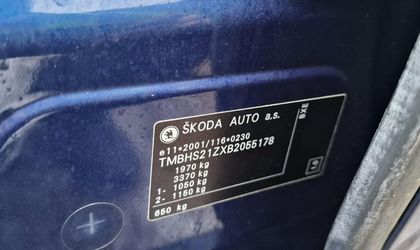 ŠKODA AUTO a.s.
BXE
e11*2001/116*0230
TMBHS21ZXB2055178
1970 kg
3370 kg
1- 1050 kg
2- 1150 kg
650 kg